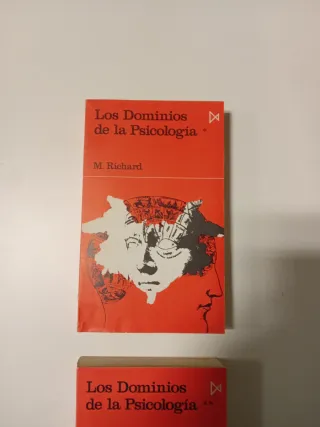 Los Dominios
de la Psicología *
M. Richard
Los Dominios
de la Psicología **